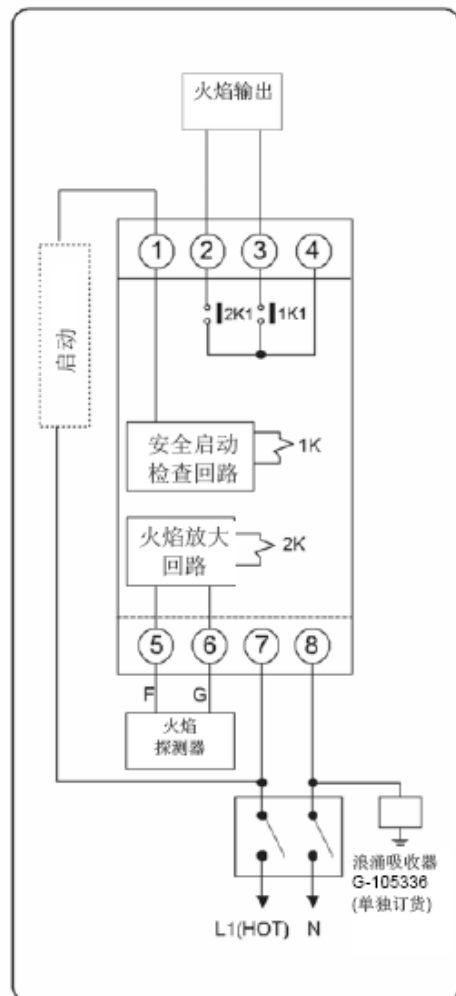 火焰输出
1
2
3
4
2K1
1K1
启动
安全启动
检查回路
1K
火焰放大
回路
2K
5
6
7
8
F
G
火焰
探测器
浪涌吸收器
G-105336
(单独订货)
L1(HOT)
N